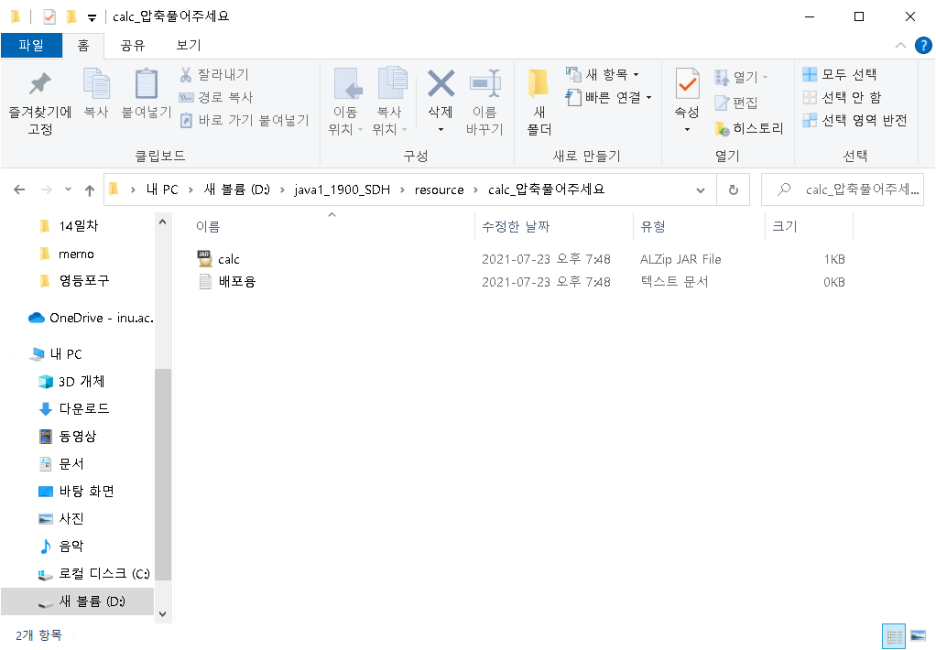 calc_압축풀어주세요
파일 홈 공유 보기
즐겨찾기에 고정
복사
붙여넣기
잘라내기
경로 복사
바로 가기 붙여넣기
클립보드
이동 위치
복사 위치
삭제
이름 바꾸기
구성
새 폴더
새 항목
빠른 연결
새로 만들기
속성
열기
편집
히스토리
열기
모두 선택
선택 안 함
선택 영역 반전
선택
내 PC > 새 볼륨 (D:) > java1_1900_SDH > resource > calc_압축풀어주세요
calc_압축풀어주세...
14일차
memo
영등포구
OneDrive - inu.ac.
내 PC
3D 개체
다운로드
동영상
문서
바탕 화면
사진
음악
로컬 디스크 (C:)
새 볼륨 (D:)
이름 수정한 날짜 유형 크기
calc 2021-07-23 오후 7:48 ALZip JAR File 1KB
배포용 2021-07-23 오후 7:48 텍스트 문서 0KB
2개 항목